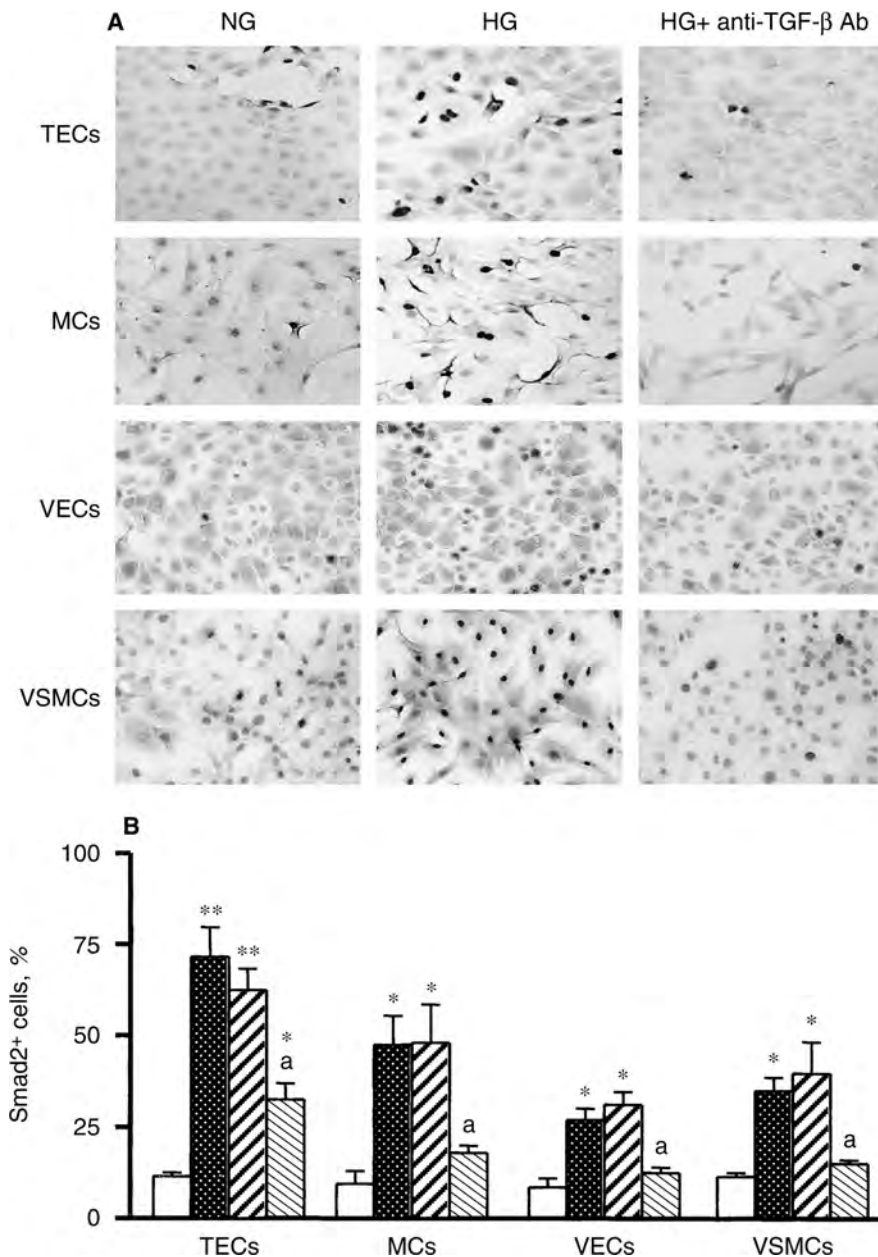 A
NG HG HG+ anti-TGF-β Ab
TECs
MCs
VECs
VSMCs
B
100
75
50
25
0
Smad2⁺ cells, %
**
**
*
a
*
*
a
*
*
a
*
*
a
TECs MCs VECs VSMCs